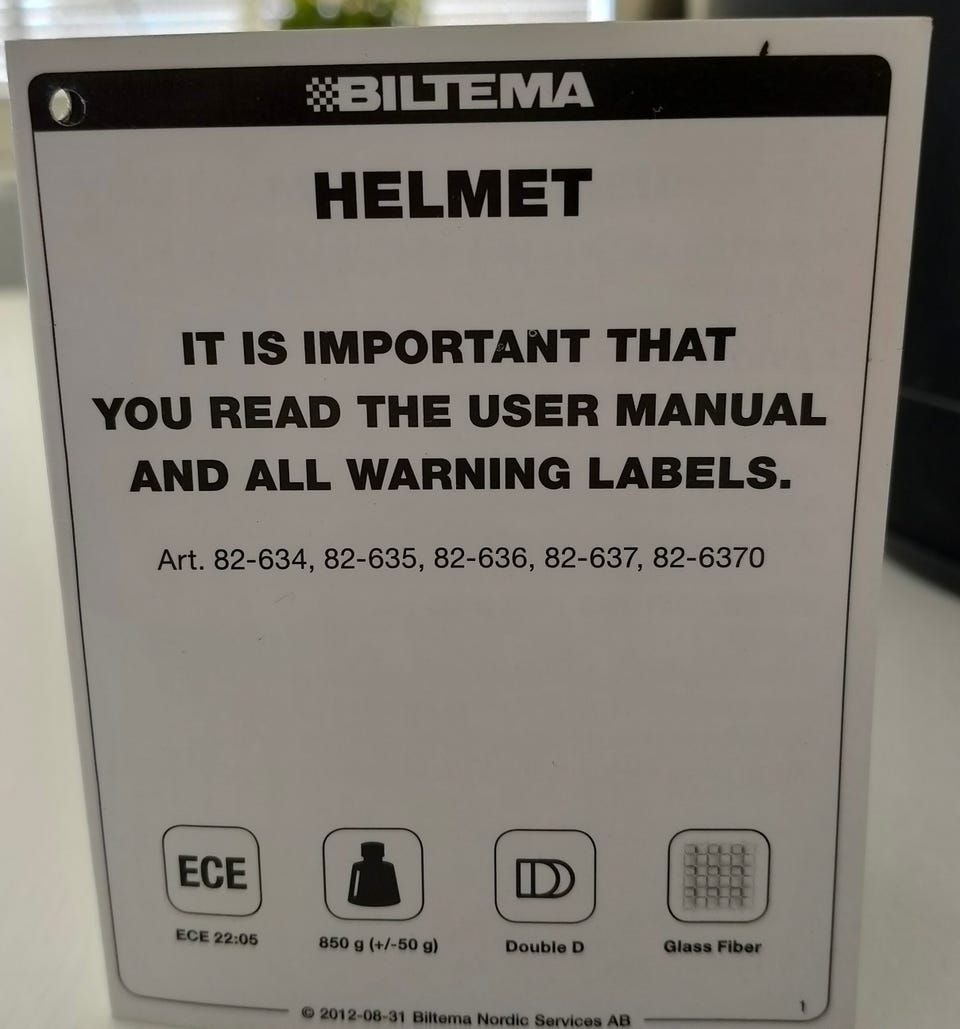 BILTEMA
HELMET
IT IS IMPORTANT THAT
YOU READ THE USER MANUAL
AND ALL WARNING LABELS.
Art. 82-634, 82-635, 82-636, 82-637, 82-6370
ECE
ECE 22:05
850 g (+/-50 g)
Double D
Glass Fiber
1
© 2012-08-31 Biltema Nordic Services AB